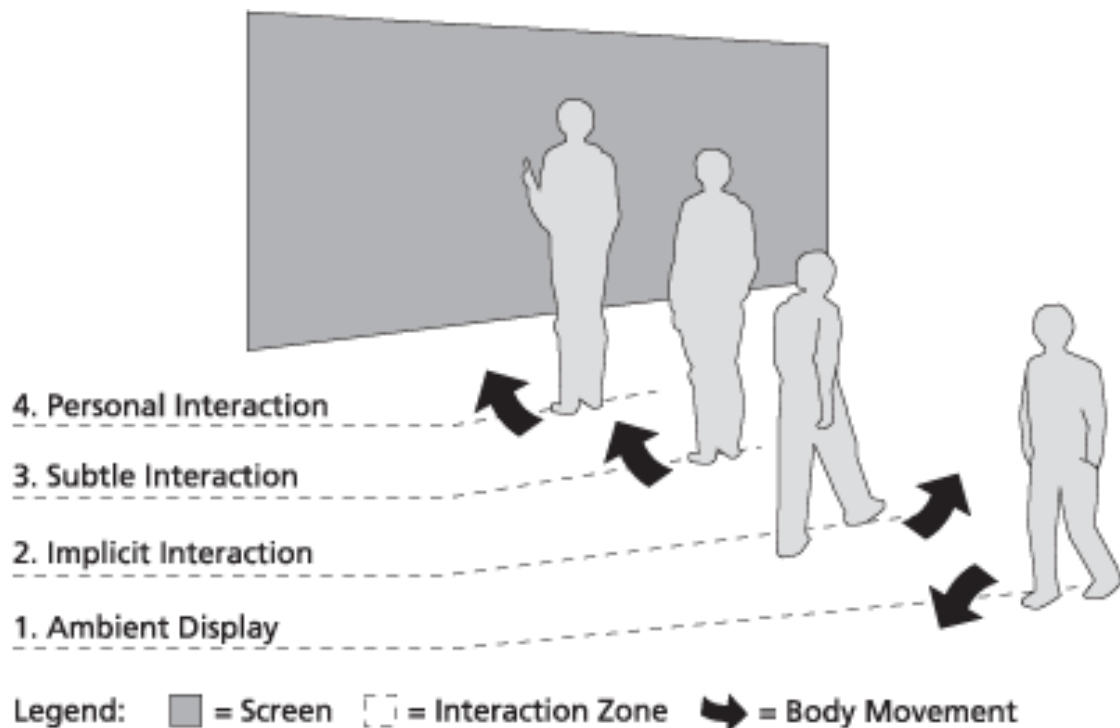 4. Personal Interaction
3. Subtle Interaction
2. Implicit Interaction
1. Ambient Display
Legend: = Screen = Interaction Zone = Body Movement